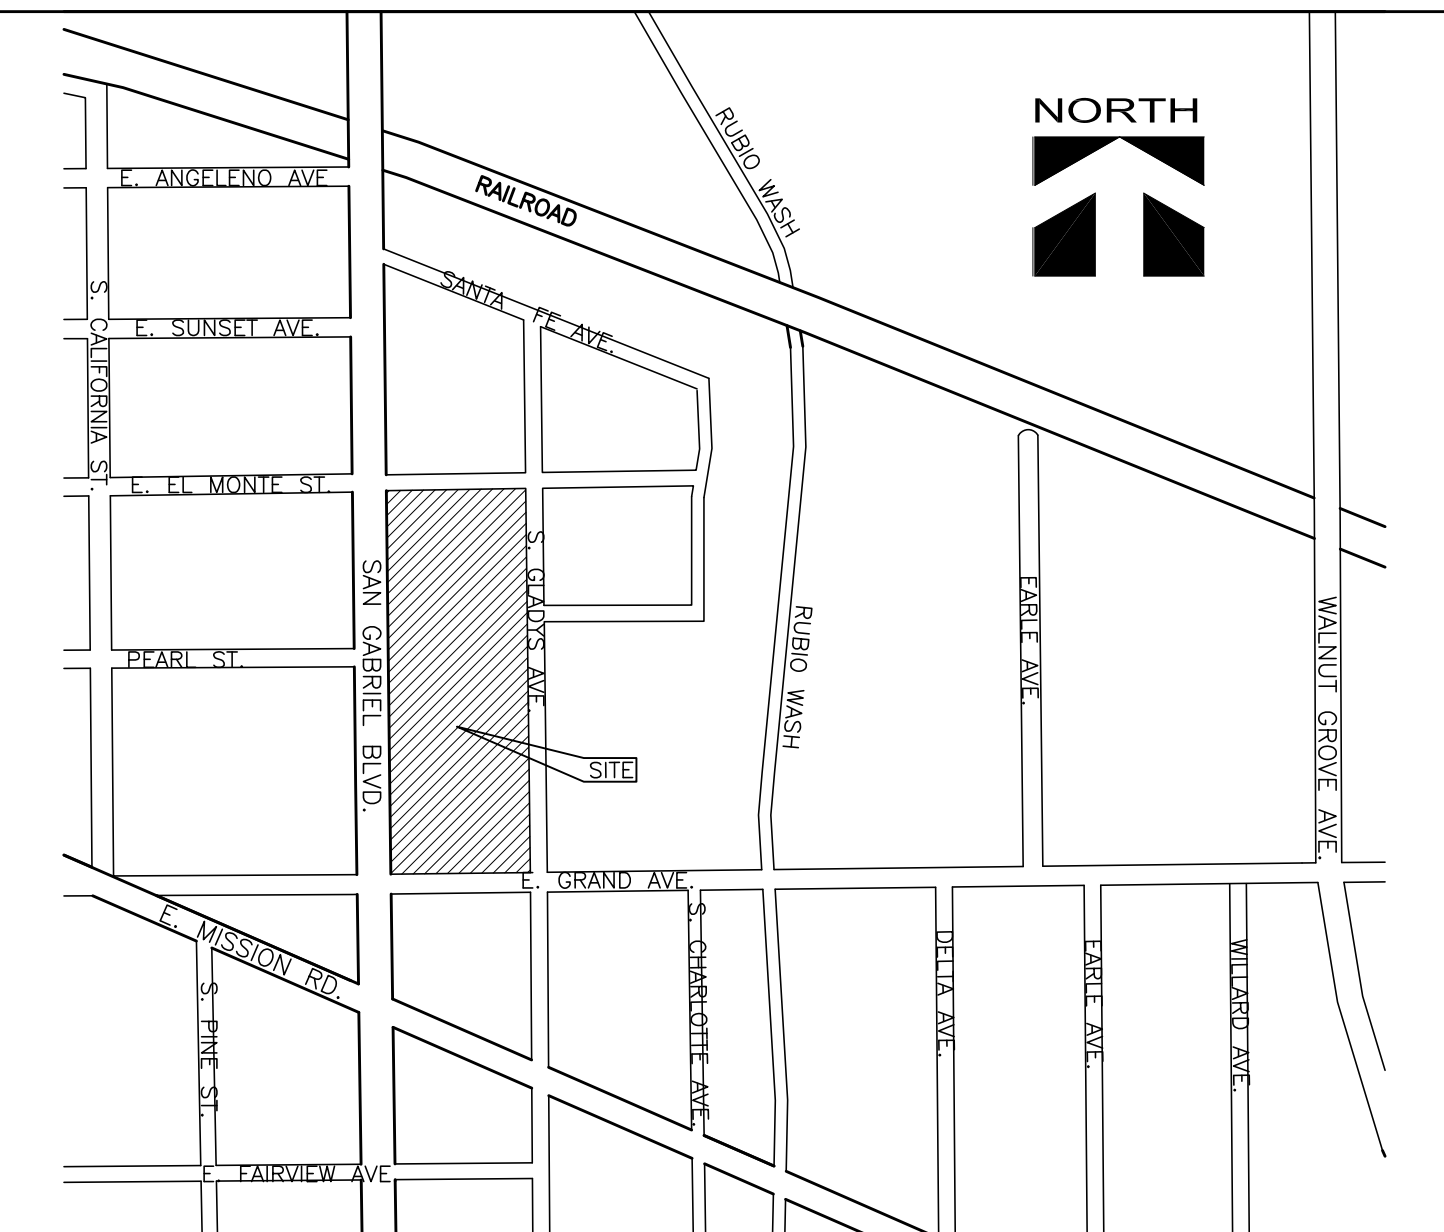 NORTH
RUBIO WASH
E. ANGELENO AVE
RAILROAD
SANTA FE AVE.
S. CALIFORNIA ST.
E. SUNSET AVE.
E. EL MONTE ST.
S. GLADYS AVE.
SAN GABRIEL BLVD.
EARLE AVE.
WALNUT GROVE AVE.
RUBIO WASH
PEARL ST.
SITE
E. GRAND AVE.
E. MISSION RD.
S. CHARLOTTE AVE.
DELTA AVE.
EARLE AVE.
WILLARD AVE.
S. PINE ST.
E. FAIRVIEW AVE